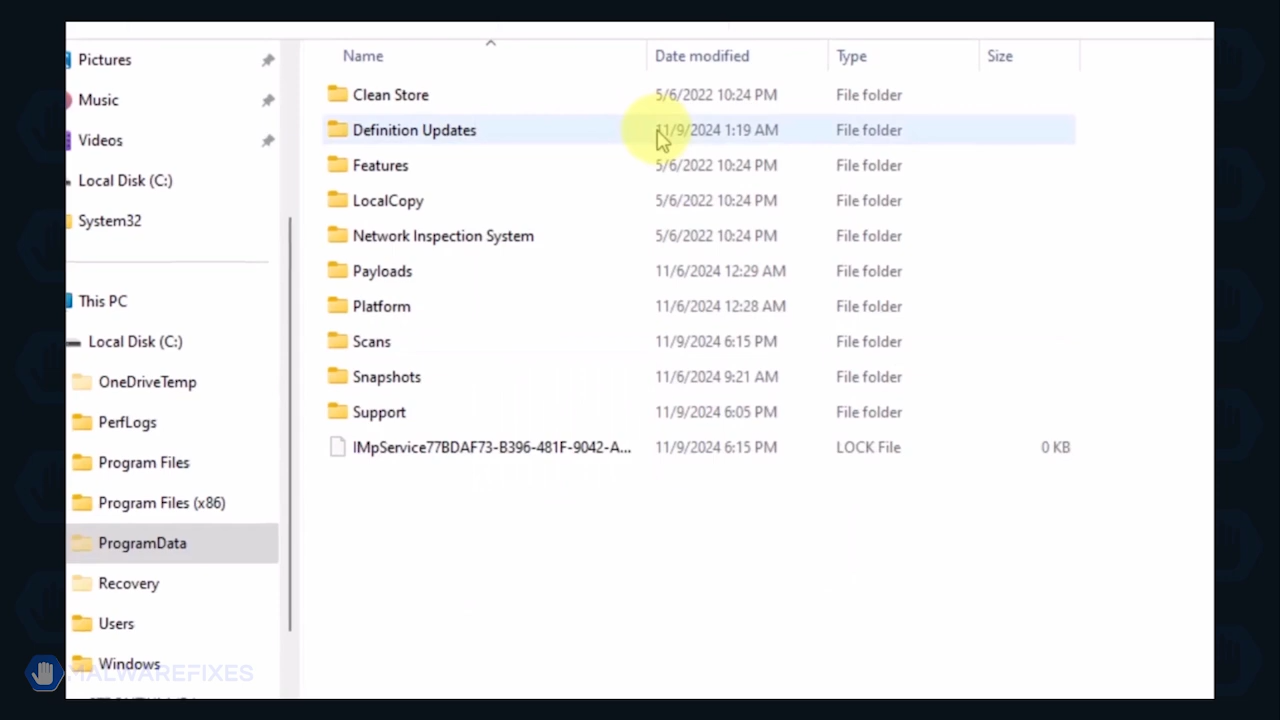 Pictures
Music
Videos
Local Disk (C:)
System32
This PC
Local Disk (C:)
OneDriveTemp
PerfLogs
Program Files
Program Files (x86)
ProgramData
Recovery
Users
Windows
Name Date modified Type Size
Clean Store 5/6/2022 10:24 PM File folder
Definition Updates 11/9/2024 1:19 AM File folder
Features 5/6/2022 10:24 PM File folder
LocalCopy 5/6/2022 10:24 PM File folder
Network Inspection System 5/6/2022 10:24 PM File folder
Payloads 11/6/2024 12:29 AM File folder
Platform 11/6/2024 12:28 AM File folder
Scans 11/9/2024 6:15 PM File folder
Snapshots 11/6/2024 9:21 AM File folder
Support 11/9/2024 6:05 PM File folder
IMpService77BDAF73-B396-481F-9042-A... 11/9/2024 6:15 PM LOCK File 0 KB
MALWAREFIXES